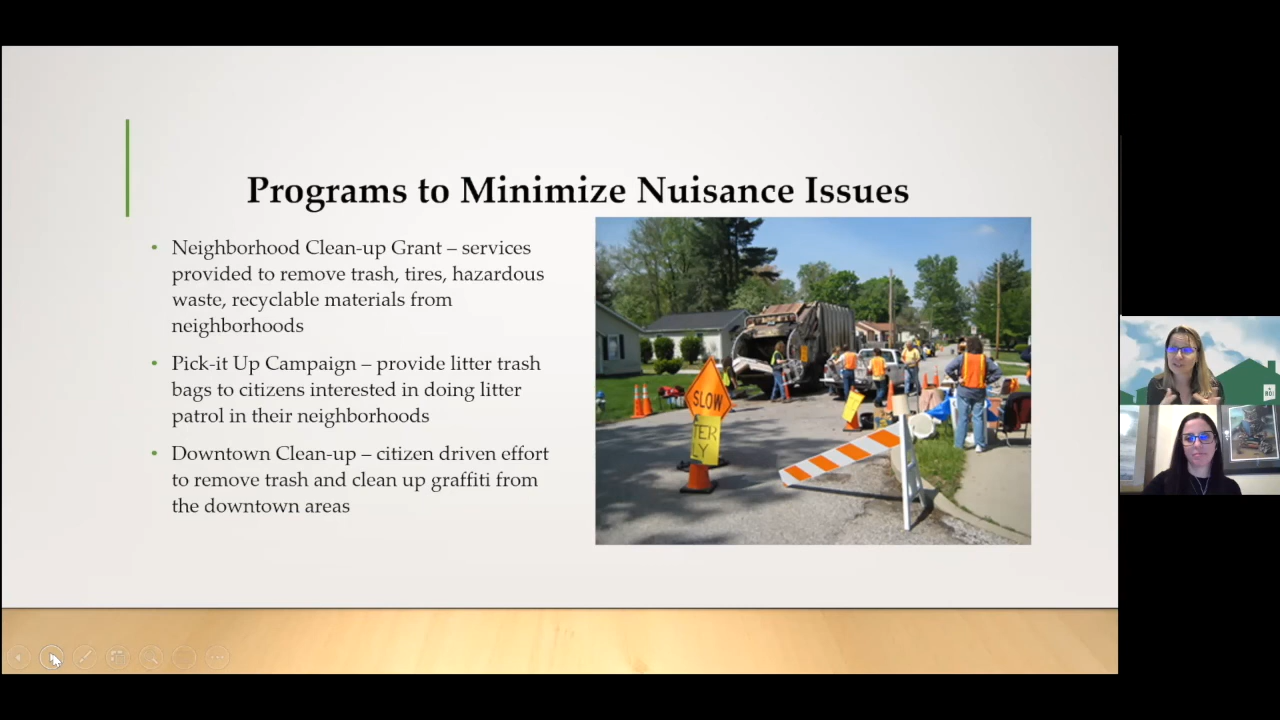 Programs to Minimize Nuisance Issues
• Neighborhood Clean-up Grant – services
provided to remove trash, tires, hazardous
waste, recyclable materials from
neighborhoods
• Pick-it Up Campaign – provide litter trash
bags to citizens interested in doing litter
patrol in their neighborhoods
• Downtown Clean-up – citizen driven effort
to remove trash and clean up graffiti from
the downtown areas
SLOW
TER
LY